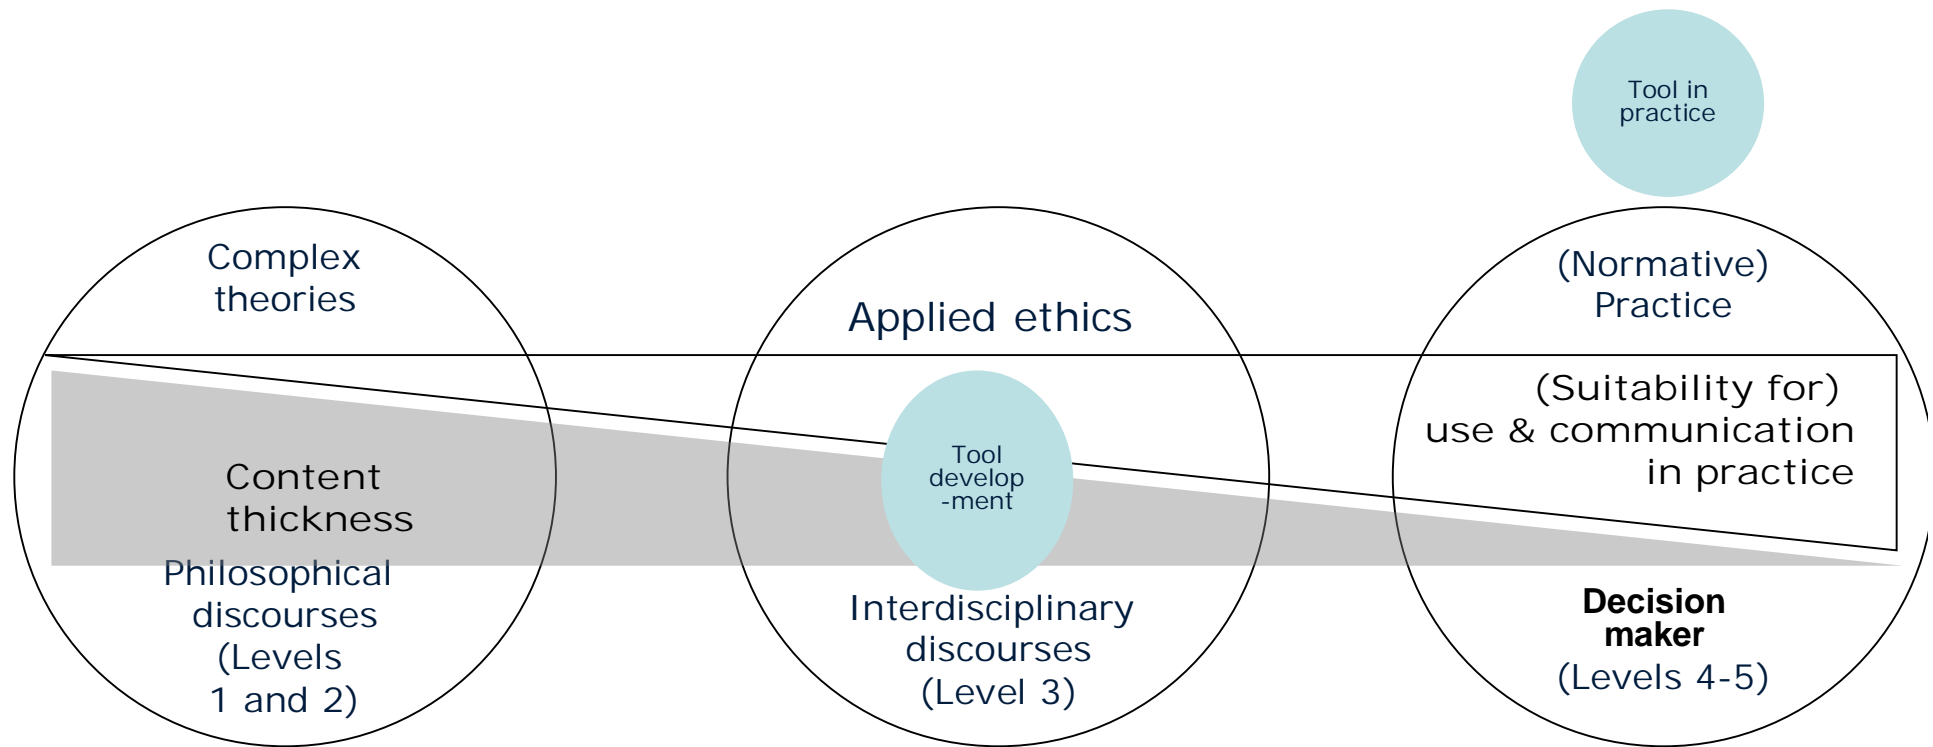 Tool in
practice
Complex
theories
Applied ethics
(Normative)
Practice
(Suitability for)
use & communication
in practice
Content
thickness
Tool
develop
-ment
Philosophical
discourses
(Levels
1 and 2)
Interdisciplinary
discourses
(Level 3)
Decision
maker
(Levels 4-5)